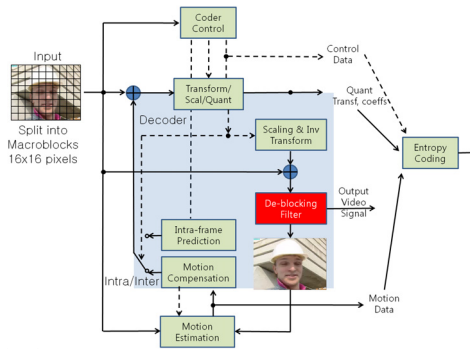 Coder
Control
Input
Control
Data
Transform/
Scal/Quant
Quant
Transf, coeffs
Split into
Macroblocks
16x16 pixels
Decoder
Scaling & Inv
Transform
Entropy
Coding
De-blocking
Filter
Output
Video
Signal
Intra-frame
Prediction
Motion
Compensation
Intra/Inter
Motion
Data
Motion
Estimation